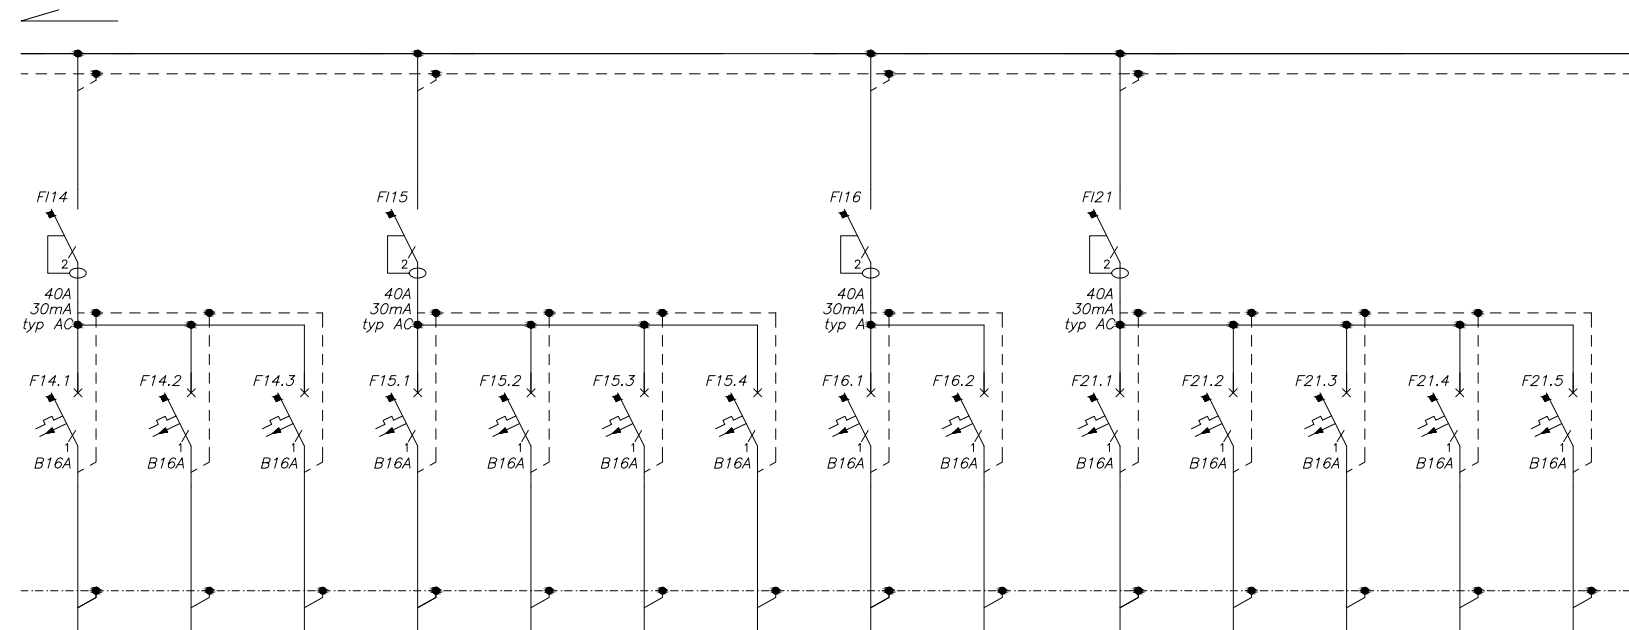 FI14 FI15 FI16 FI21
2 2 2 2
40A 40A 40A 40A
30mA 30mA 30mA 30mA
typ AC typ AC typ A typ AC
F14.1 F14.2 F14.3 F15.1 F15.2 F15.3 F15.4 F16.1 F16.2 F21.1 F21.2 F21.3 F21.4 F21.5
1 1 1 1 1 1 1 1 1 1 1 1 1 1
B16A B16A B16A B16A B16A B16A B16A B16A B16A B16A B16A B16A B16A B16A